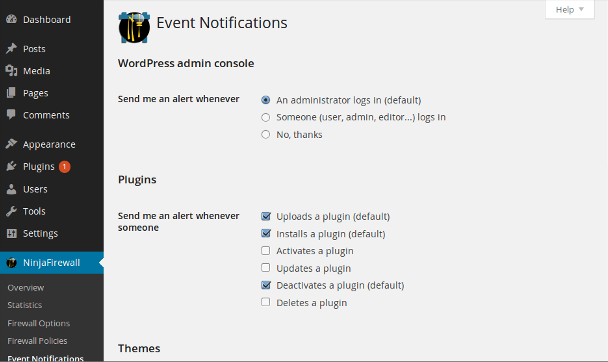 Help
Dashboard
Posts
Media
Pages
Comments
Appearance
Plugins 1
Users
Tools
Settings
NinjaFirewall
Overview
Statistics
Firewall Options
Firewall Policies
Event Notifications
Event Notifications
WordPress admin console
Send me an alert whenever
An administrator logs in (default)
Someone (user, admin, editor...) logs in
No, thanks
Plugins
Send me an alert whenever
someone
Uploads a plugin (default)
Installs a plugin (default)
Activates a plugin
Updates a plugin
Deactivates a plugin (default)
Deletes a plugin
Themes